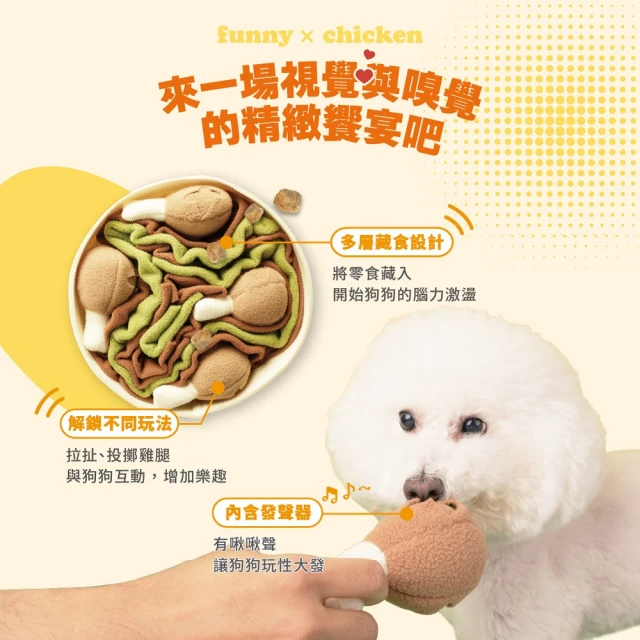 funny × chicken
來一場視覺與嗅覺
的精緻饗宴吧
多層藏食設計
將零食藏入
開始狗狗的腦力激盪
解鎖不同玩法
拉扯、投擲雞腿
與狗狗互動，增加樂趣
內含發聲器
有啾啾聲
讓狗狗玩性大發